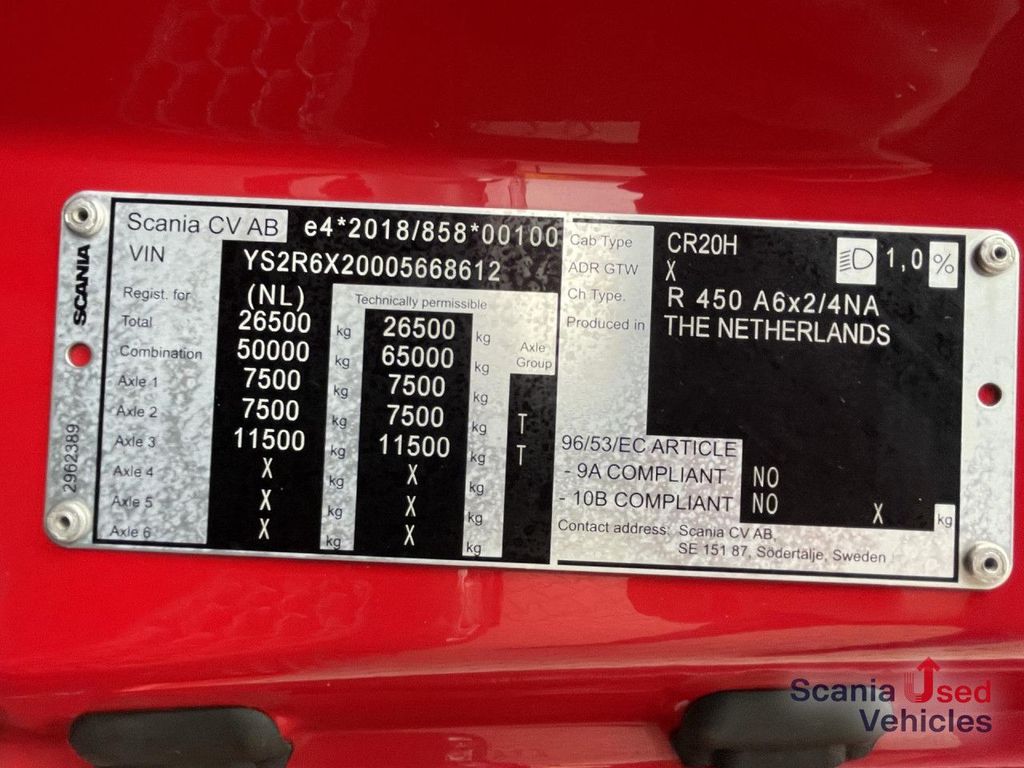 SCANIA
2962389
Scania CV AB e4*2018/858*00100
VIN YS2R6X20005668612
Regist. for (NL) Technically permissible
Total 26500 kg 26500 kg
Combination 50000 kg 65000 kg Axle Group
Axle 1 7500 kg 7500 kg
Axle 2 7500 kg 7500 kg T
Axle 3 11500 kg 11500 kg T
Axle 4 X kg X kg
Axle 5 X kg X kg
Axle 6 X kg X kg
Cab Type CR20H 1,0 %
ADR GTW X
Ch Type. R 450 A6x2/4NA
Produced in THE NETHERLANDS
96/53/EC ARTICLE
- 9A COMPLIANT NO
- 10B COMPLIANT NO X kg
Contact address: Scania CV AB,
SE 151 87, Södertälje, Sweden
Scania Used
Vehicles